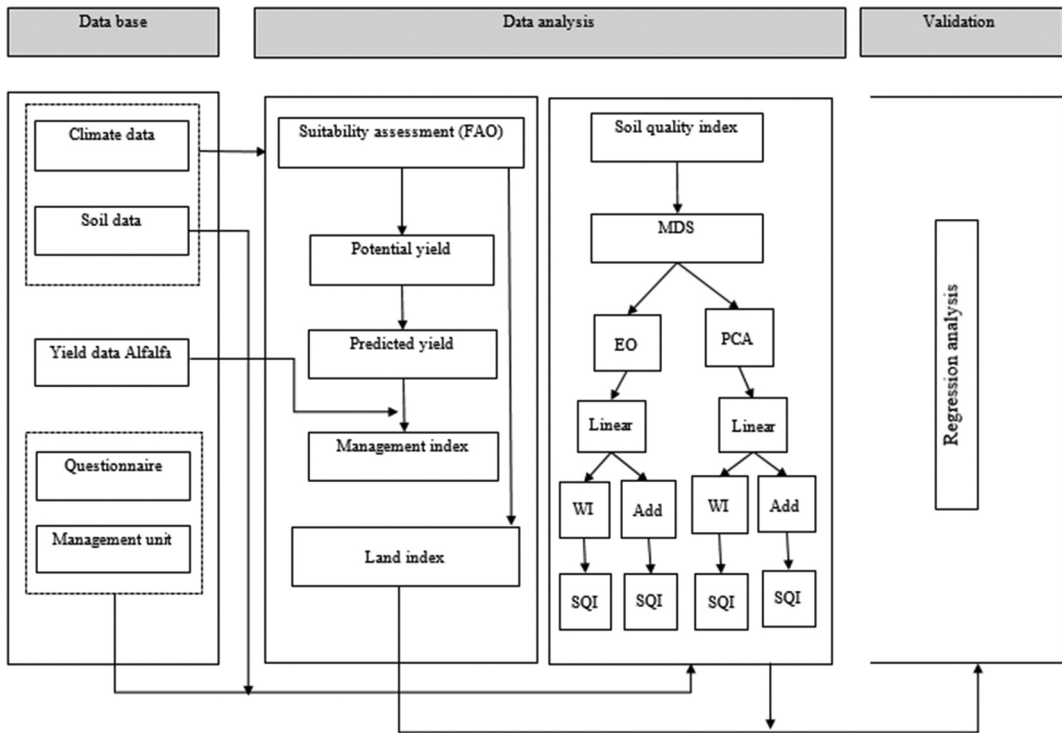 Data base
Data analysis
Validation
Climate data
Soil data
Yield data Alfalfa
Questionnaire
Management unit
Suitability assessment (FAO)
Potential yield
Predicted yield
Management index
Land index
Soil quality index
MDS
EO
PCA
Linear
Linear
WI
Add
WI
Add
SQI
SQI
SQI
SQI
Regression analysis